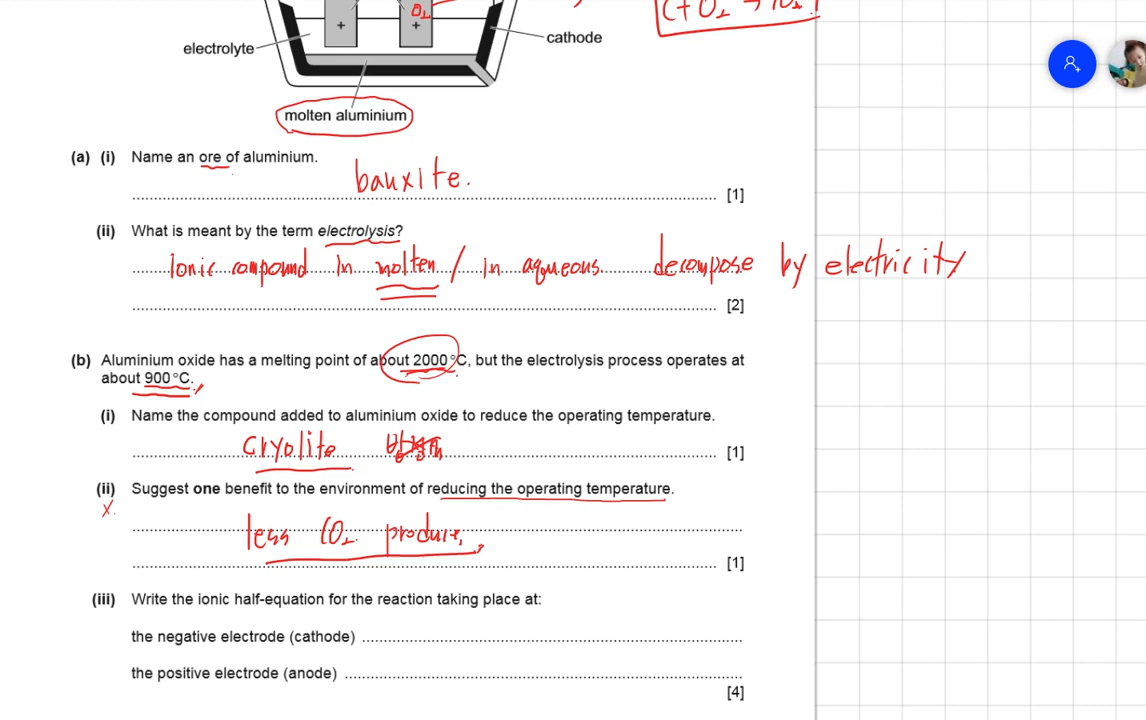 C + O₂ → CO₂
O₂
+ +
electrolyte
cathode
molten aluminium
(a) (i) Name an ore of aluminium.
bauxite.
[1]
(ii) What is meant by the term electrolysis?
Ionic compound in molten / in aqueous decompose by electricity
[2]
(b) Aluminium oxide has a melting point of about 2000 °C, but the electrolysis process operates at
about 900 °C.
(i) Name the compound added to aluminium oxide to reduce the operating temperature.
cryolite
[1]
(ii) Suggest one benefit to the environment of reducing the operating temperature.
x.
less CO₂ produce,
[1]
(iii) Write the ionic half-equation for the reaction taking place at:
the negative electrode (cathode)
the positive electrode (anode)
[4]